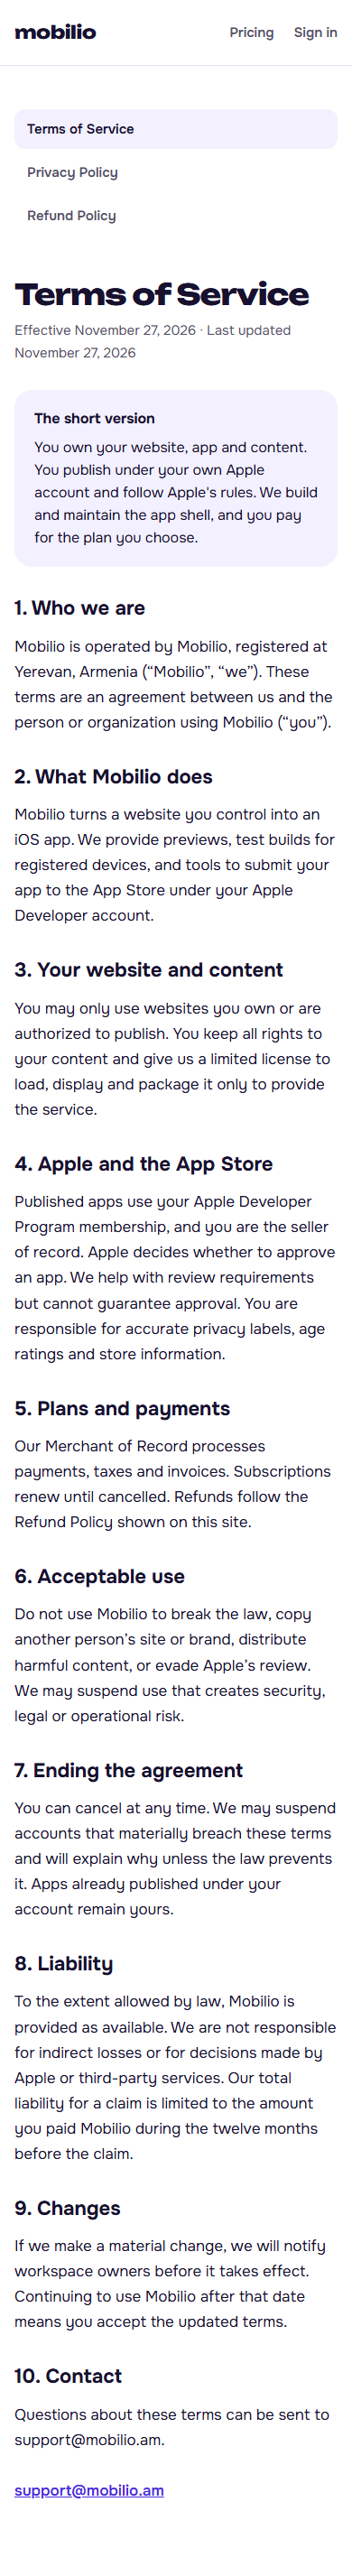 mobilio
Pricing
Sign in
Terms of Service
Privacy Policy
Refund Policy
Terms of Service
Effective November 27, 2026 · Last updated
November 27, 2026
The short version
You own your website, app and content.
You publish under your own Apple
account and follow Apple's rules. We build
and maintain the app shell, and you pay
for the plan you choose.
1. Who we are
Mobilio is operated by Mobilio, registered at
Yerevan, Armenia (“Mobilio”, “we”). These
terms are an agreement between us and the
person or organization using Mobilio (“you”).
2. What Mobilio does
Mobilio turns a website you control into an
iOS app. We provide previews, test builds for
registered devices, and tools to submit your
app to the App Store under your Apple
Developer account.
3. Your website and content
You may only use websites you own or are
authorized to publish. You keep all rights to
your content and give us a limited license to
load, display and package it only to provide
the service.
4. Apple and the App Store
Published apps use your Apple Developer
Program membership, and you are the seller
of record. Apple decides whether to approve
an app. We help with review requirements
but cannot guarantee approval. You are
responsible for accurate privacy labels, age
ratings and store information.
5. Plans and payments
Our Merchant of Record processes
payments, taxes and invoices. Subscriptions
renew until cancelled. Refunds follow the
Refund Policy shown on this site.
6. Acceptable use
Do not use Mobilio to break the law, copy
another person’s site or brand, distribute
harmful content, or evade Apple’s review.
We may suspend use that creates security,
legal or operational risk.
7. Ending the agreement
You can cancel at any time. We may suspend
accounts that materially breach these terms
and will explain why unless the law prevents
it. Apps already published under your
account remain yours.
8. Liability
To the extent allowed by law, Mobilio is
provided as available. We are not responsible
for indirect losses or for decisions made by
Apple or third-party services. Our total
liability for a claim is limited to the amount
you paid Mobilio during the twelve months
before the claim.
9. Changes
If we make a material change, we will notify
workspace owners before it takes effect.
Continuing to use Mobilio after that date
means you accept the updated terms.
10. Contact
Questions about these terms can be sent to
support@mobilio.am.
support@mobilio.am